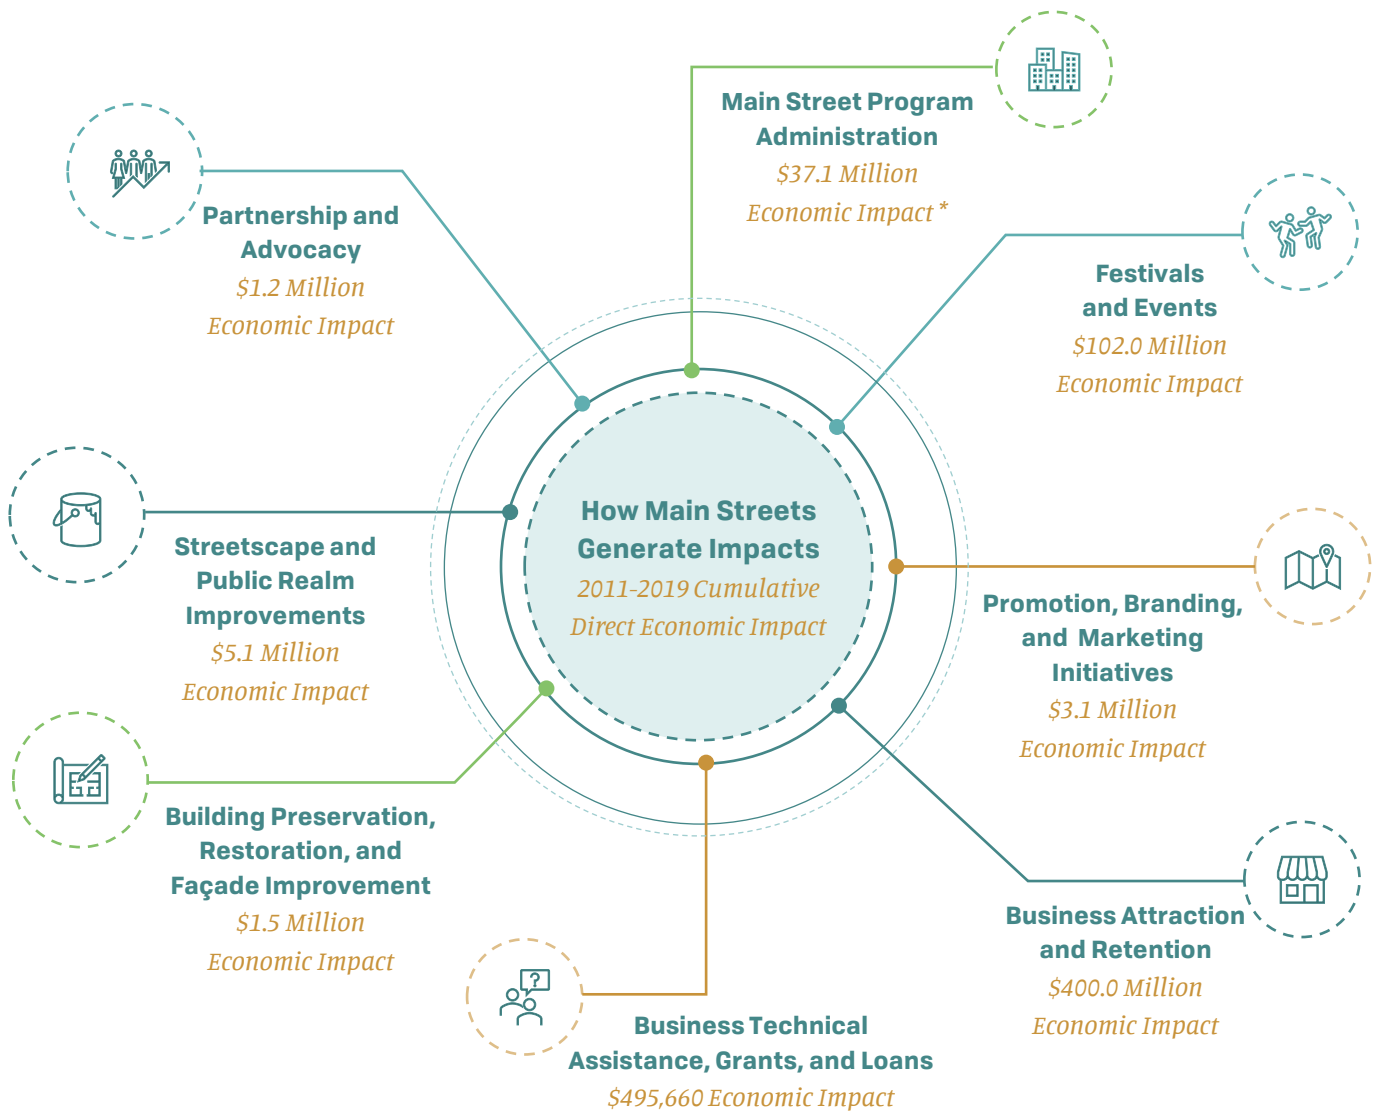 How Main Streets
Generate Impacts
2011-2019 Cumulative
Direct Economic Impact
Main Street Program
Administration
$37.1 Million
Economic Impact*
Festivals
and Events
$102.0 Million
Economic Impact
Promotion, Branding,
and Marketing
Initiatives
$3.1 Million
Economic Impact
Business Attraction
and Retention
$400.0 Million
Economic Impact
?
Business Technical
Assistance, Grants, and Loans
$495,660 Economic Impact
Building Preservation,
Restoration, and
Façade Improvement
$1.5 Million
Economic Impact
Streetscape and
Public Realm
Improvements
$5.1 Million
Economic Impact
Partnership and
Advocacy
$1.2 Million
Economic Impact